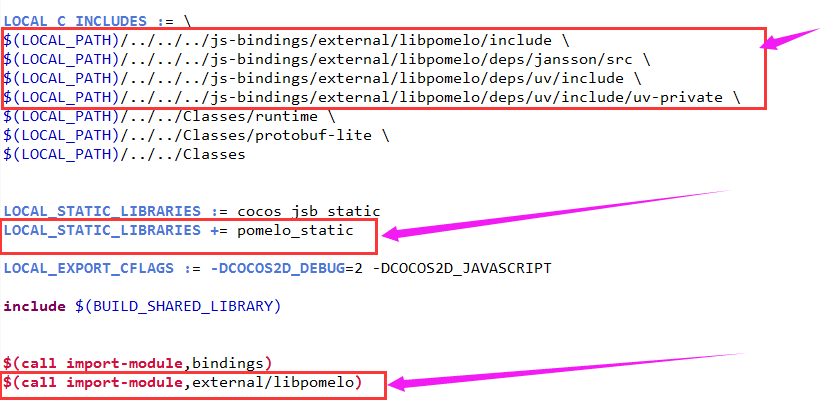 LOCAL_C_INCLUDES := \
$(LOCAL_PATH)/../../../js-bindings/external/libpomelo/include \
$(LOCAL_PATH)/../../../js-bindings/external/libpomelo/deps/jansson/src \
$(LOCAL_PATH)/../../../js-bindings/external/libpomelo/deps/uv/include \
$(LOCAL_PATH)/../../../js-bindings/external/libpomelo/deps/uv/include/uv-private \
$(LOCAL_PATH)/../../Classes/runtime \
$(LOCAL_PATH)/../../Classes/protobuf-lite \
$(LOCAL_PATH)/../../Classes
LOCAL_STATIC_LIBRARIES := cocos_jsb_static
LOCAL_STATIC_LIBRARIES += pomelo_static
LOCAL_EXPORT_CFLAGS := -DCOCOS2D_DEBUG=2 -DCOCOS2D_JAVASCRIPT
include $(BUILD_SHARED_LIBRARY)
$(call import-module,bindings)
$(call import-module,external/libpomelo)